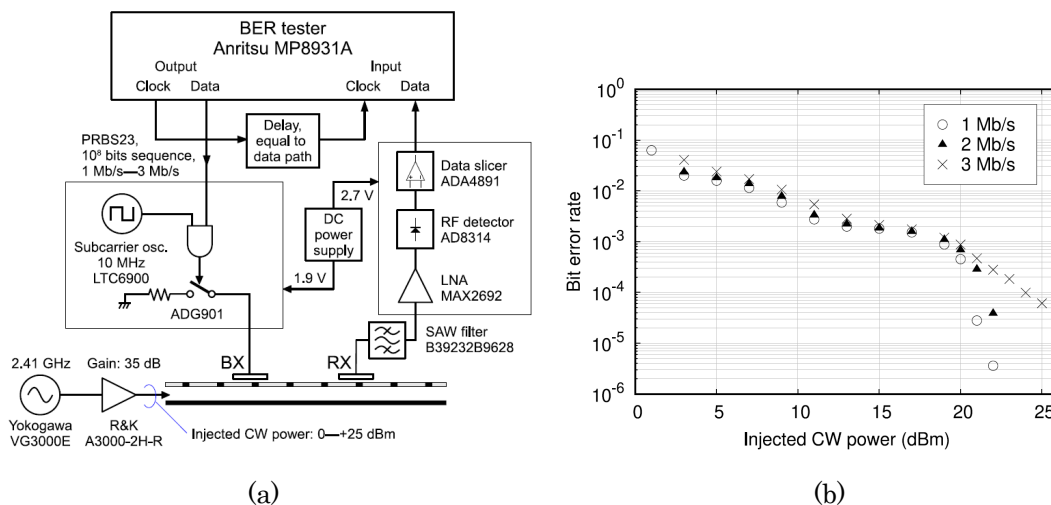 BER tester
Anritsu MP8931A
Output
Input
Clock Data
Clock Data
PRBS23,
10⁸ bits sequence,
1 Mb/s—3 Mb/s
Delay,
equal to
data path
Data slicer
ADA4891
2.7 V
DC
power
supply
RF detector
AD8314
Subcarrier osc.
10 MHz
LTC6900
1.9 V
ADG901
LNA
MAX2692
SAW filter
B39232B9628
2.41 GHz
Gain: 35 dB
BX
RX
Yokogawa
VG3000E
R&K
A3000-2H-R
Injected CW power: 0—+25 dBm
(a)
10⁰
10⁻¹
10⁻²
10⁻³
10⁻⁴
10⁻⁵
10⁻⁶
Bit error rate
1 Mb/s
2 Mb/s
3 Mb/s
0 5 10 15 20 25
Injected CW power (dBm)
(b)